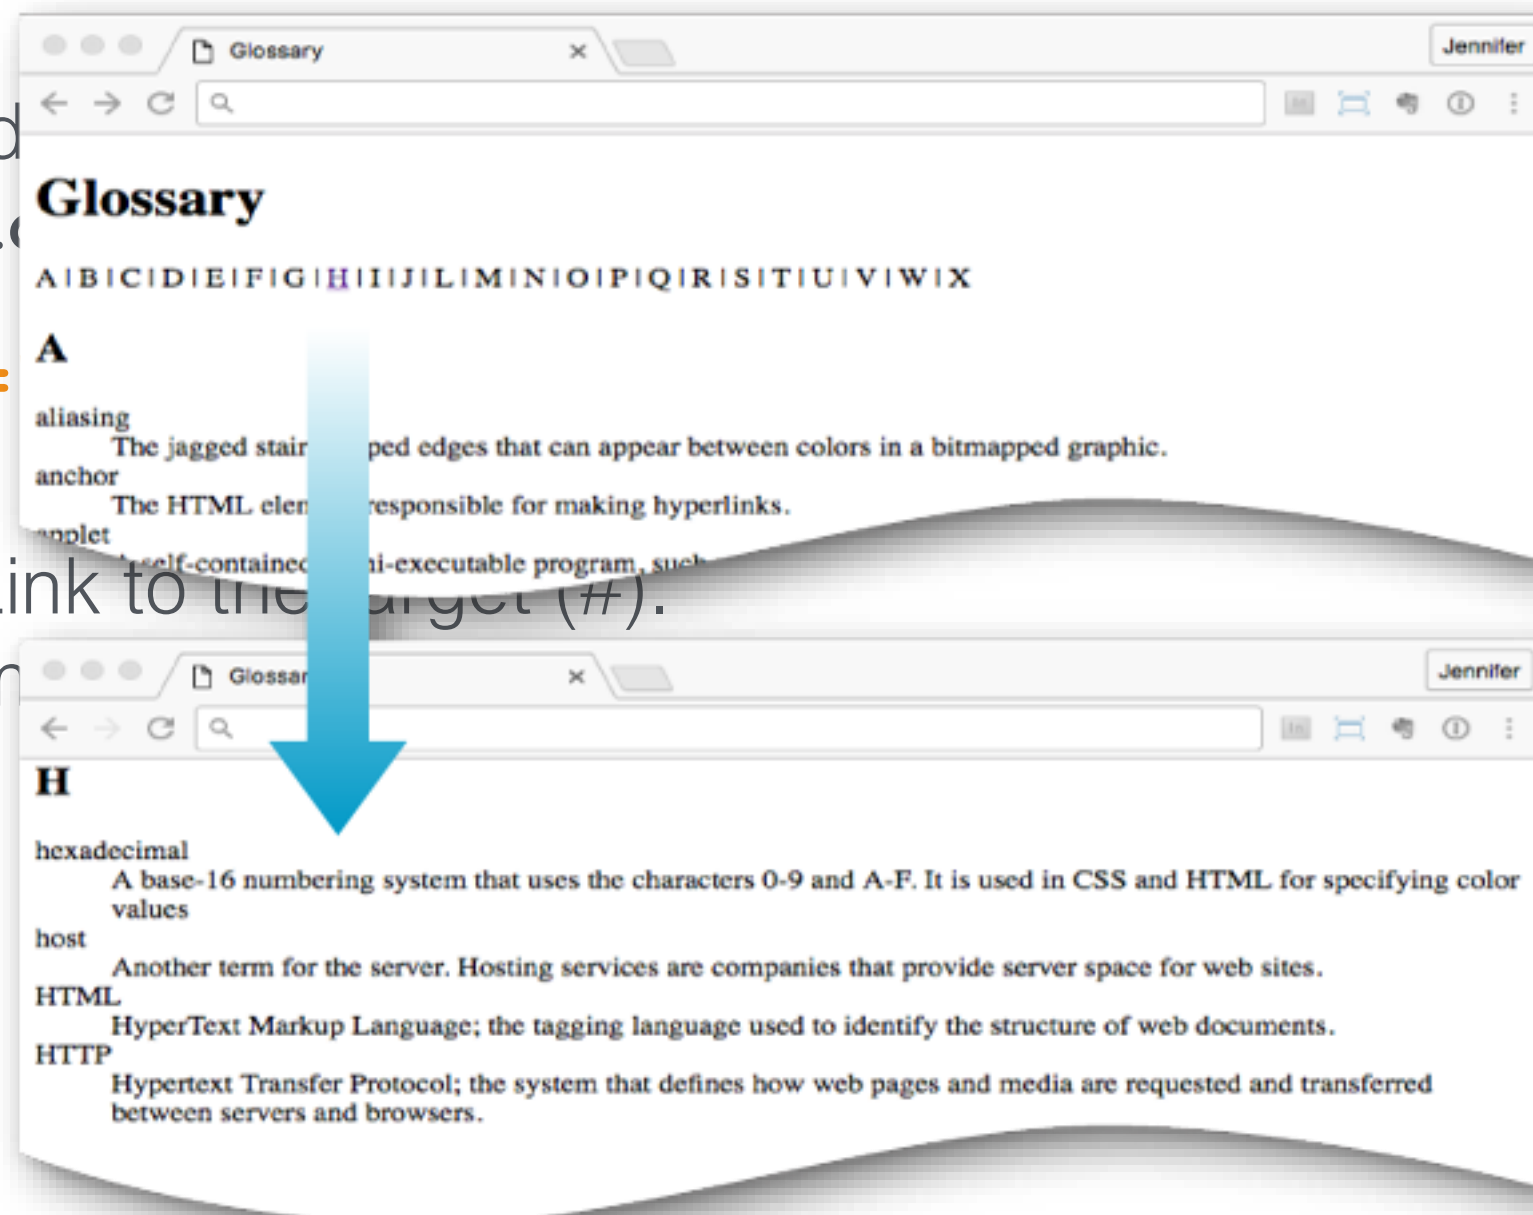 Glossary
Jennifer
Glossary
A | B | C | D | E | F | G | H | I | J | L | M | N | O | P | Q | R | S | T | U | V | W | X
A
aliasing
The jagged stair ped edges that can appear between colors in a bitmapped graphic.
anchor
The HTML responsible for making hyperlinks.
=
program, such
to (#).
Jennifer
H
hexadecimal
A base-16 numbering system that uses the characters 0-9 and A-F. It is used in CSS and HTML for specifying color
values
host
Another term for the server. Hosting services are companies that provide server space for web sites.
HTML
HyperText Markup Language; the tagging language used to identify the structure of web documents.
HTTP
Hypertext Transfer Protocol; the system that defines how web pages and media are requested and transferred
between servers and browsers.